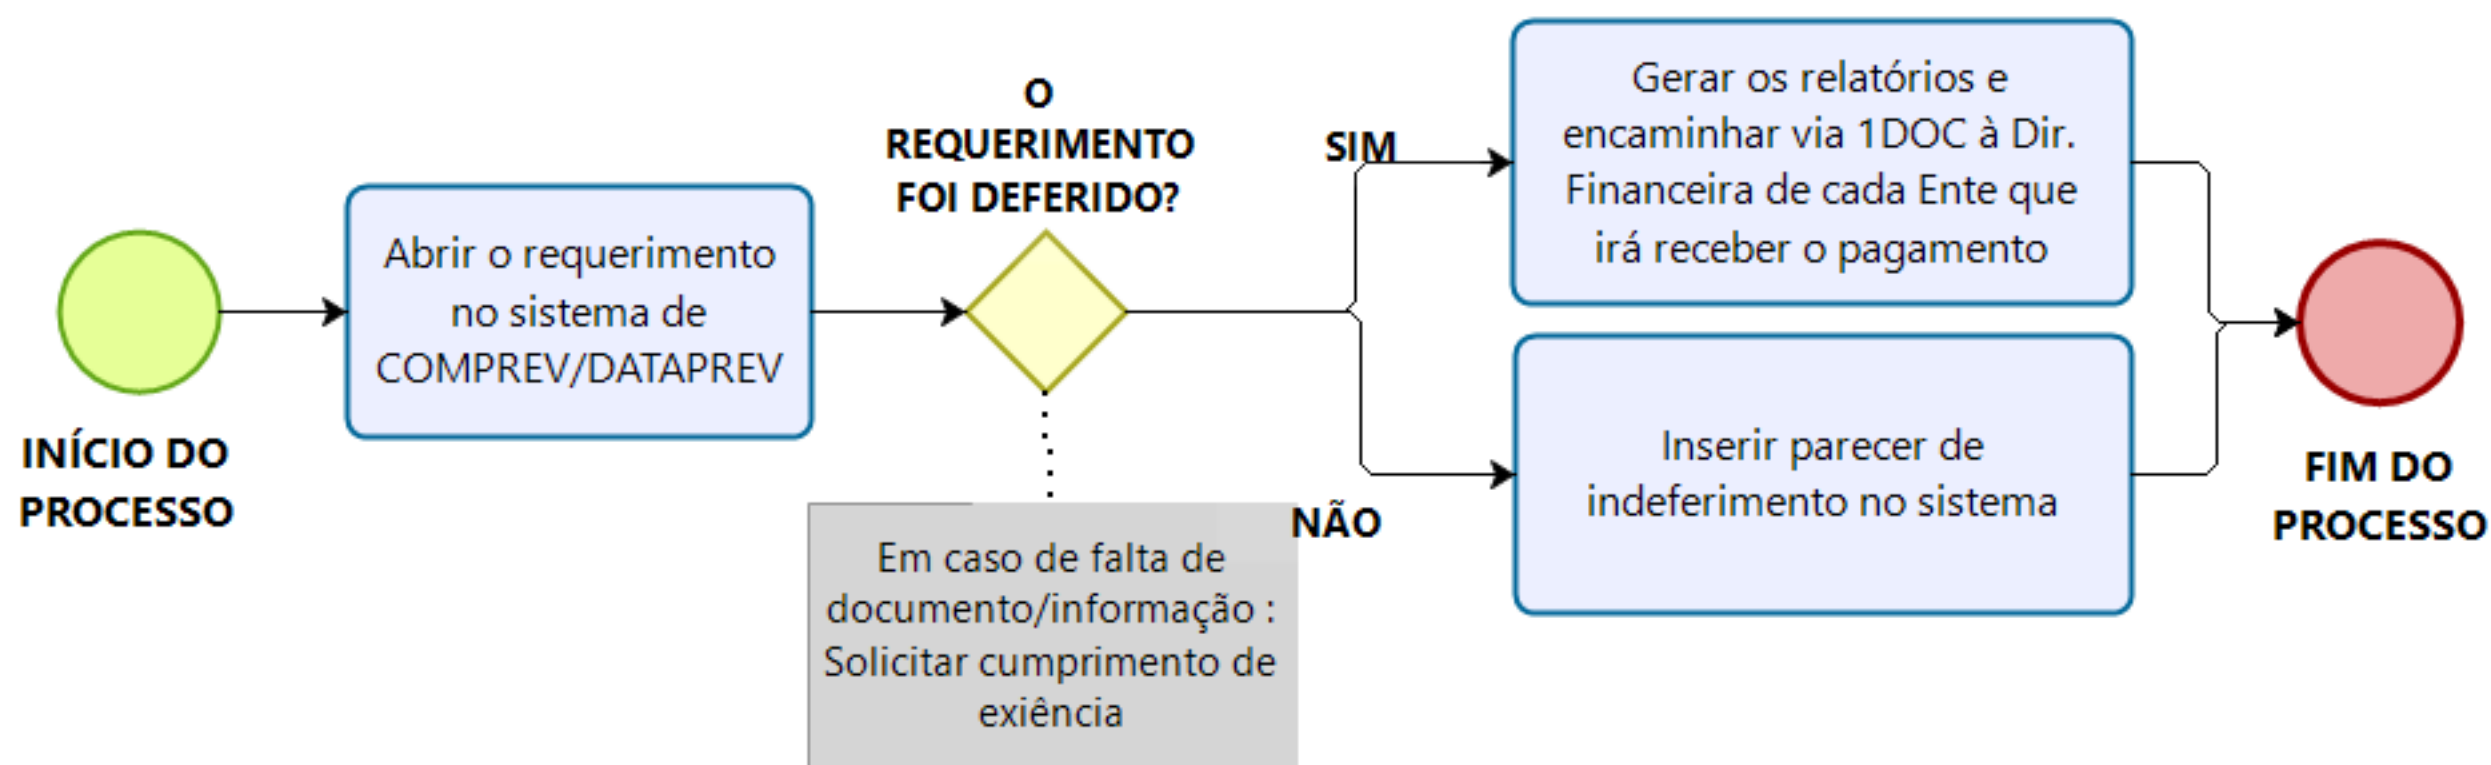 INÍCIO DO
PROCESSO
Abrir o requerimento
no sistema de
COMPREV/DATAPREV
O
REQUERIMENTO
FOI DEFERIDO?
Em caso de falta de
documento/informação :
Solicitar cumprimento de
exiência
SIM
Gerar os relatórios e
encaminhar via 1DOC à Dir.
Financeira de cada Ente que
irá receber o pagamento
NÃO
Inserir parecer de
indeferimento no sistema
FIM DO
PROCESSO